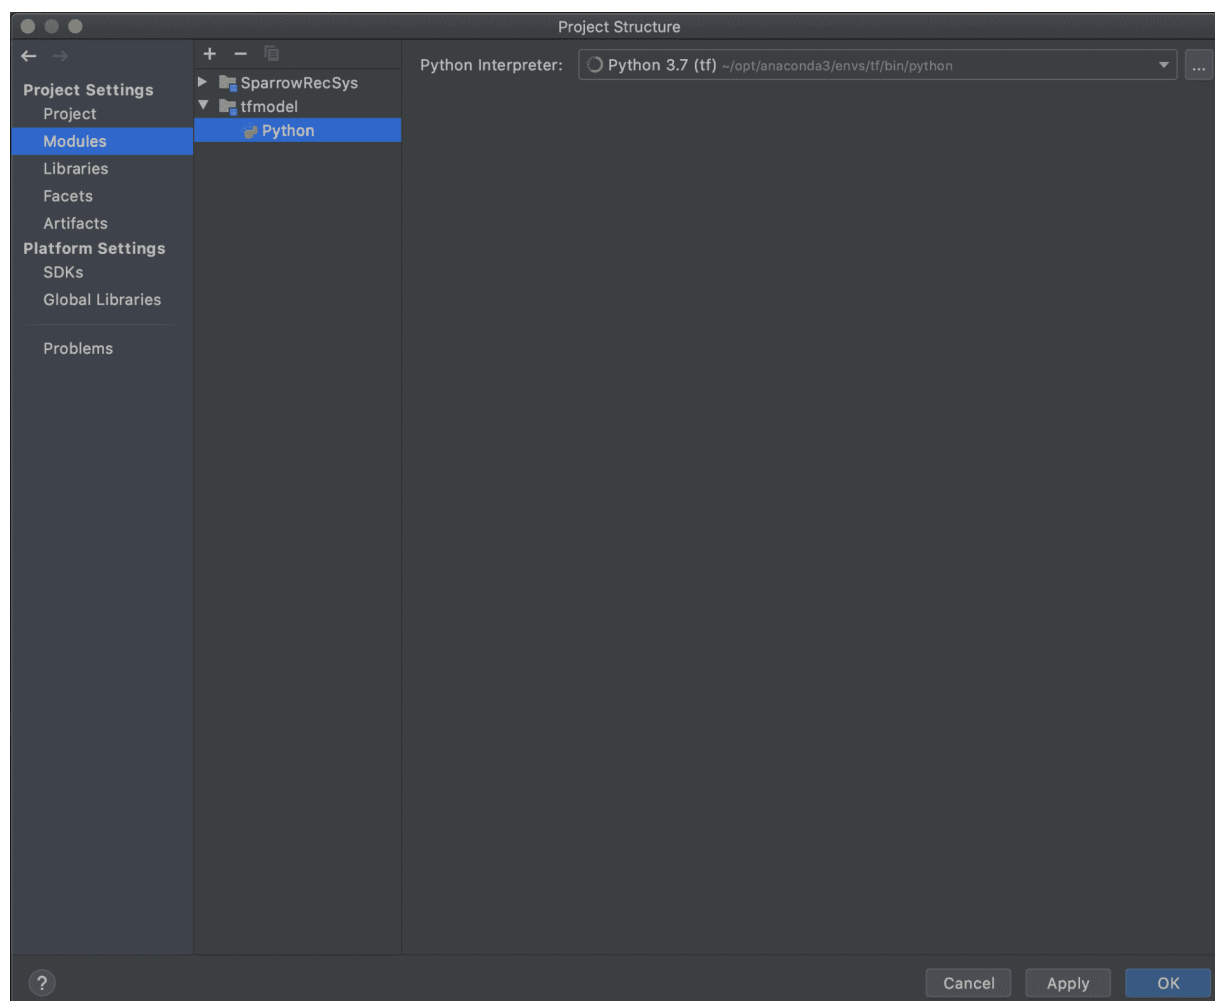 Project Structure
Project Settings
Project
Modules
Libraries
Facets
Artifacts
Platform Settings
SDKs
Global Libraries
Problems
SparrowRecSys
tfmodel
Python
Python Interpreter: Python 3.7 (tf) ~/opt/anaconda3/envs/tf/bin/python
...
? Cancel Apply OK